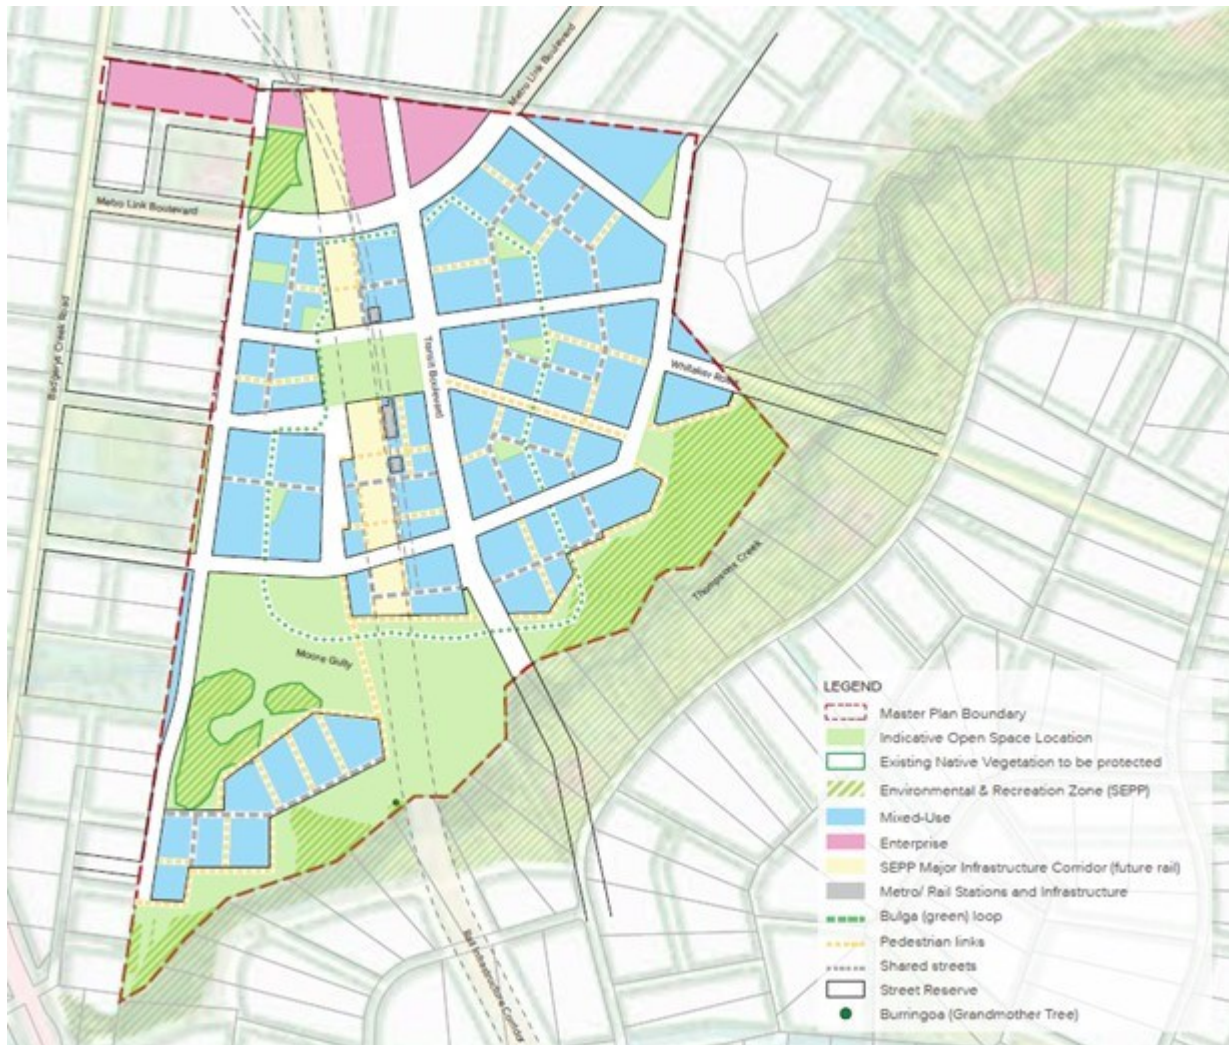 Metro Link Boulevard
Metro Link Boulevard
Badgerys Creek Road
Transit Boulevard
Whitaker Road
Thompsons Creek
Moore Gully
Rail Infrastructure Corridor
LEGEND
Master Plan Boundary
Indicative Open Space Location
Existing Native Vegetation to be protected
Environmental & Recreation Zone (SEPP)
Mixed-Use
Enterprise
SEPP Major Infrastructure Corridor (future rail)
Metro/ Rail Stations and Infrastructure
Bulga (green) loop
Pedestrian links
Shared streets
Street Reserve
Burringoa (Grandmother Tree)